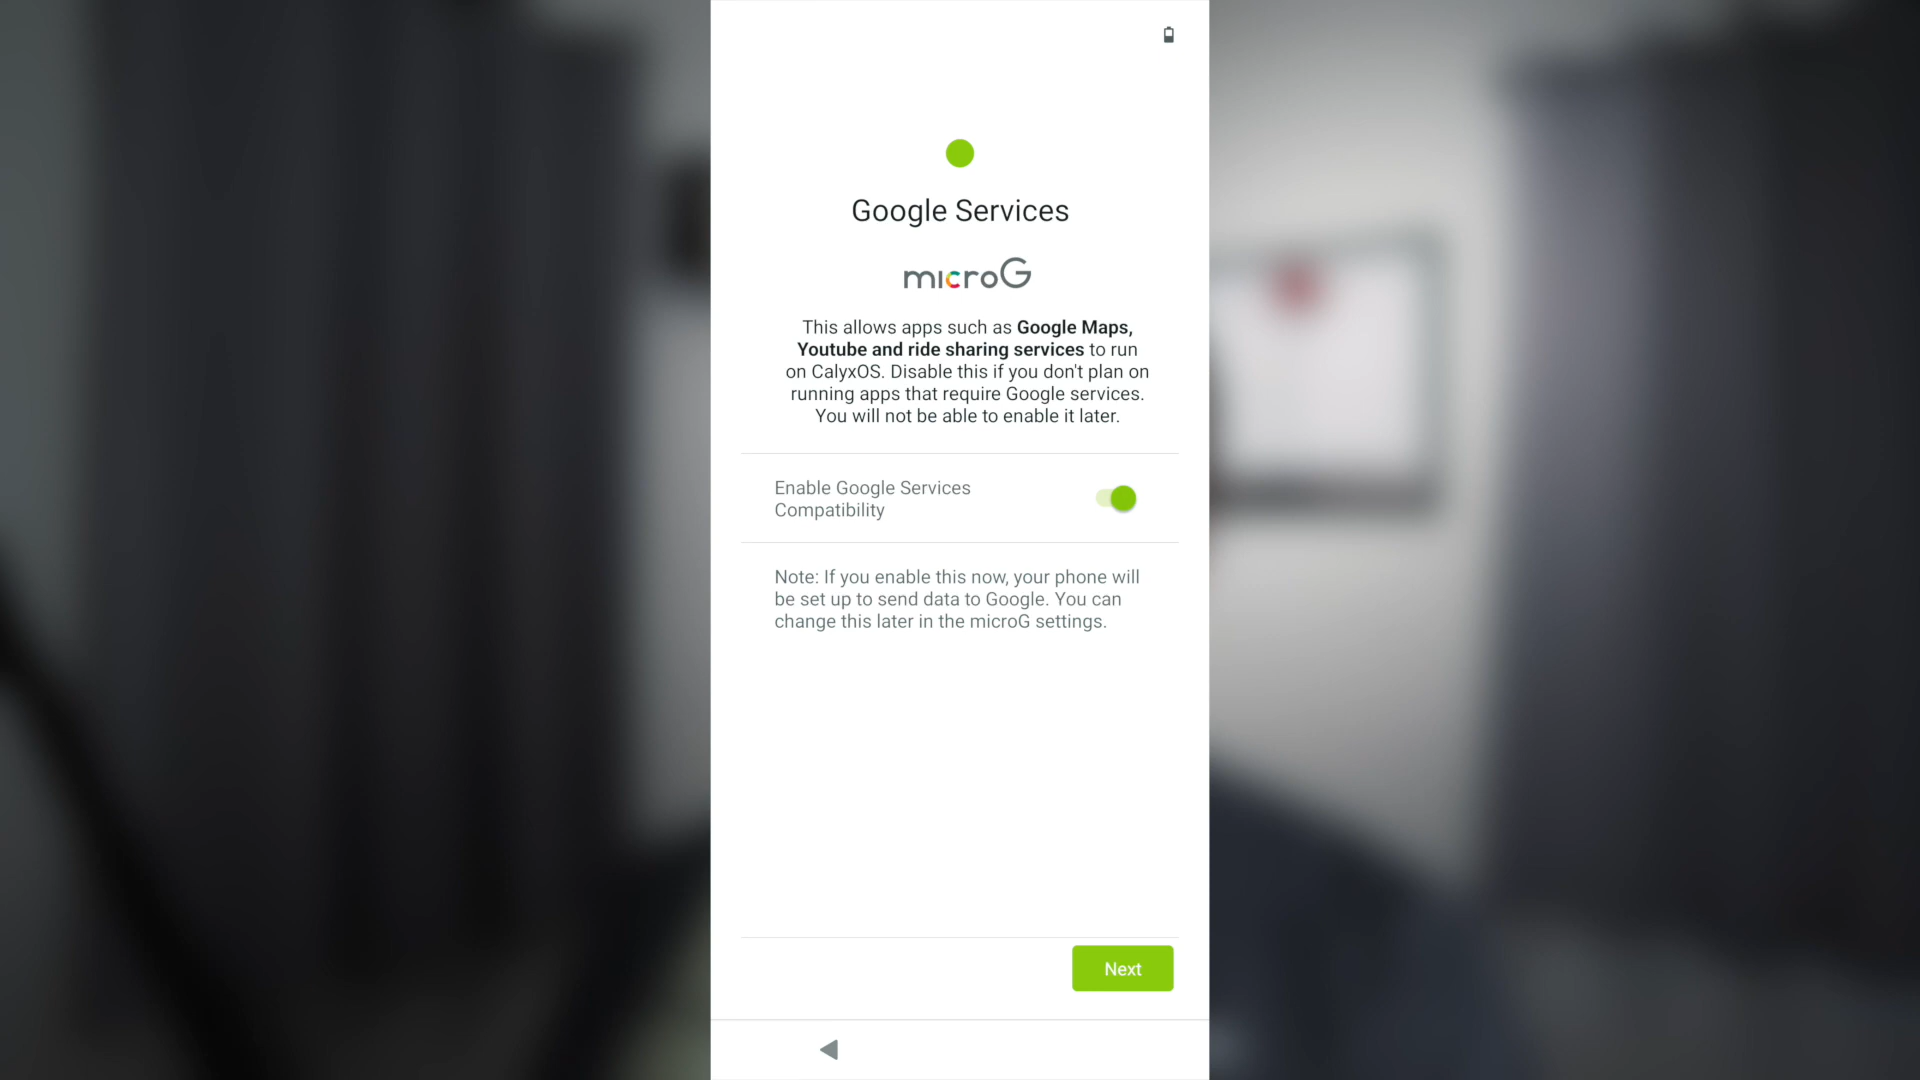 Google Services
microG
This allows apps such as Google Maps,
Youtube and ride sharing services to run
on CalyxOS. Disable this if you don't plan on
running apps that require Google services.
You will not be able to enable it later.
Enable Google Services
Compatibility
Note: If you enable this now, your phone will
be set up to send data to Google. You can
change this later in the microG settings.
Next